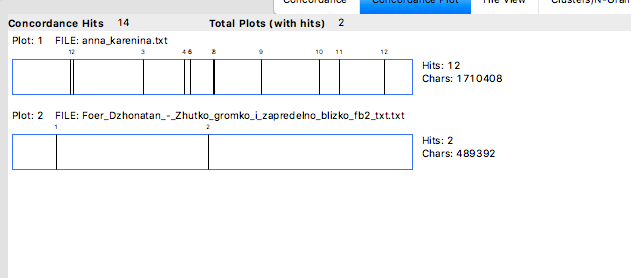 Concordance Concordance Plot File View Clusters/N-Gram
Concordance Hits 14 Total Plots (with hits) 2
Plot: 1 FILE: anna_karenina.txt
12 3 4 6 8 9 10 11 12
Hits: 12
Chars: 1710408
Plot: 2 FILE: Foer_Dzhonatan_-_Zhutko_gromko_i_zapredelno_blizko_fb2_txt.txt
1 2
Hits: 2
Chars: 489392